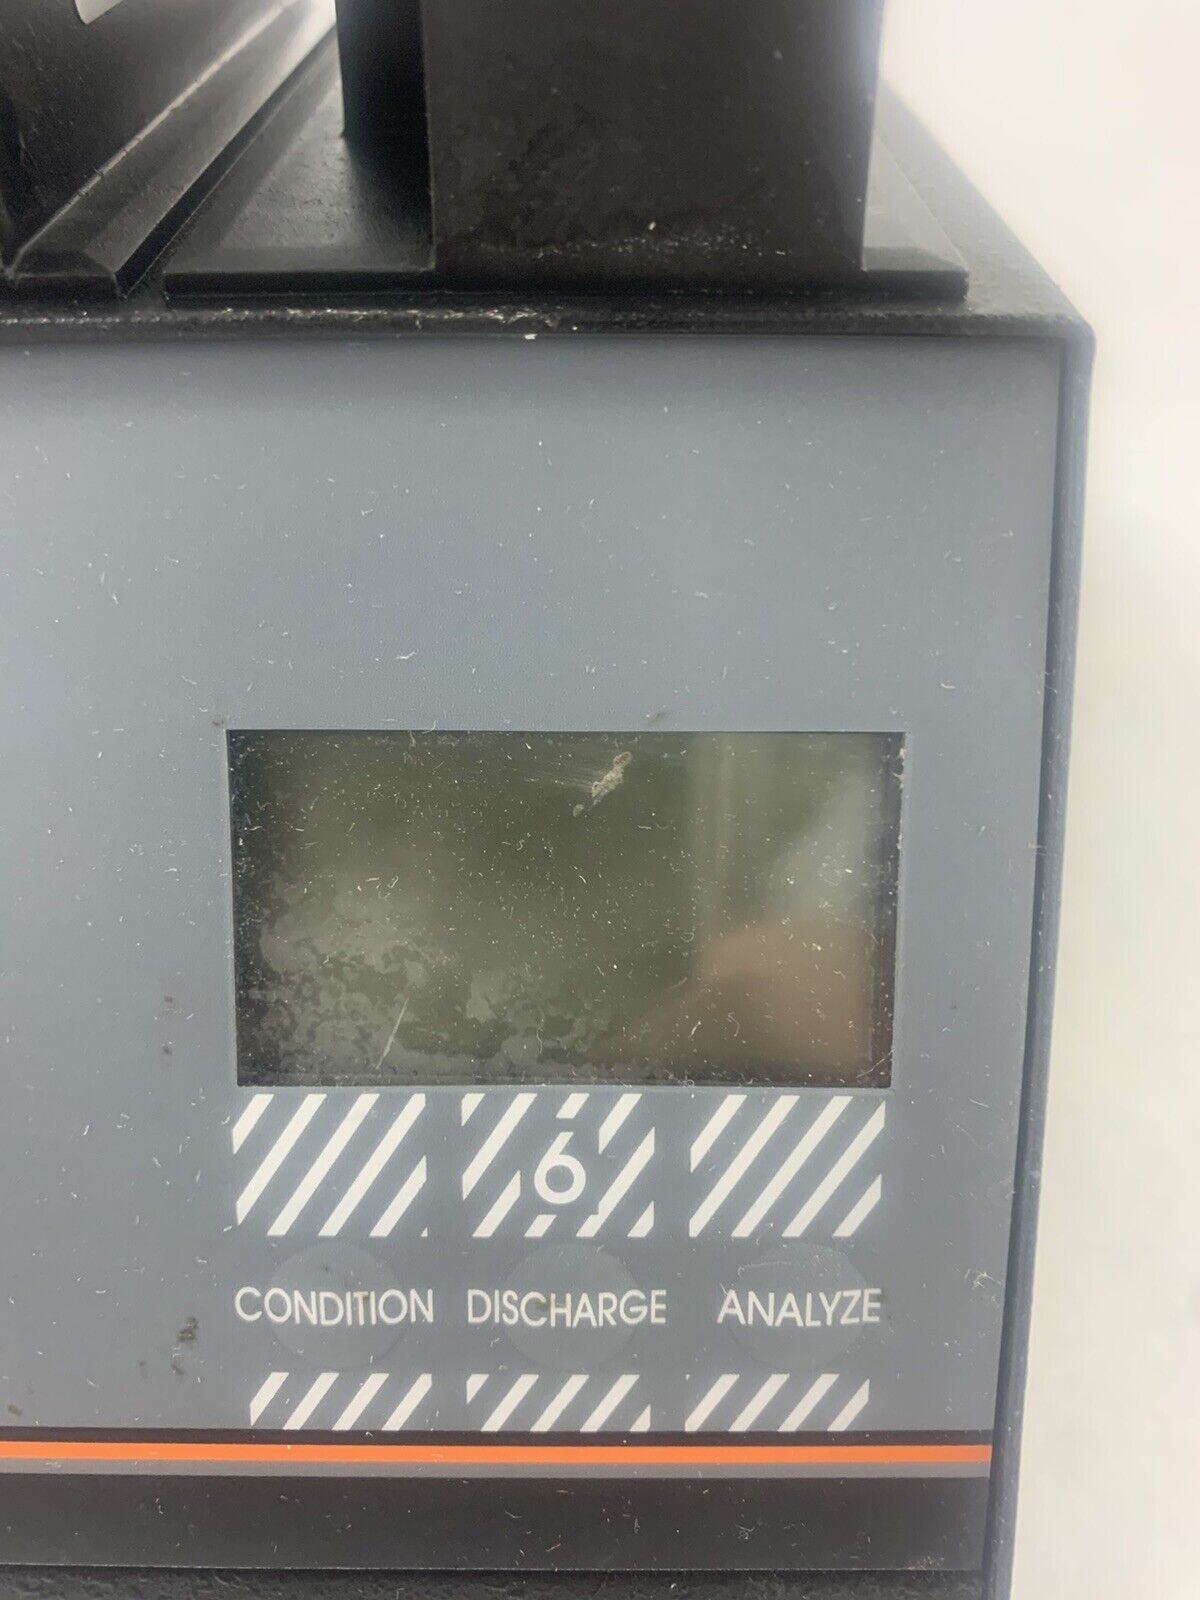 6
CONDITION DISCHARGE ANALYZE